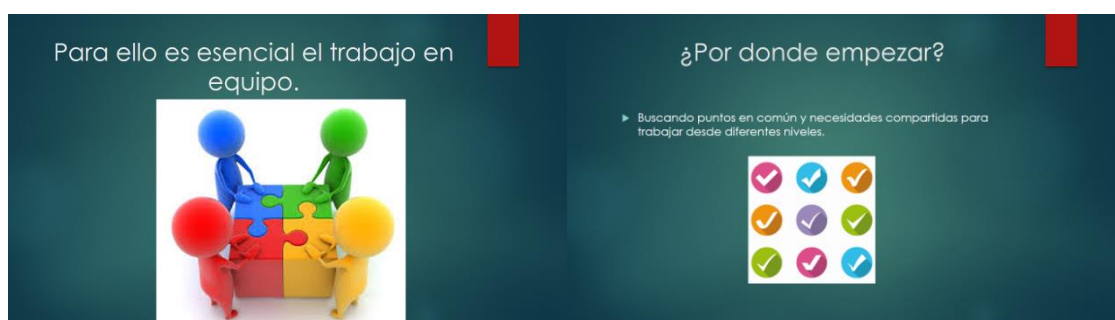 Para ello es esencial el trabajo en
equipo.
¿Por donde empezar?
Buscando puntos en común y necesidades compartidas para
trabajar desde diferentes niveles.